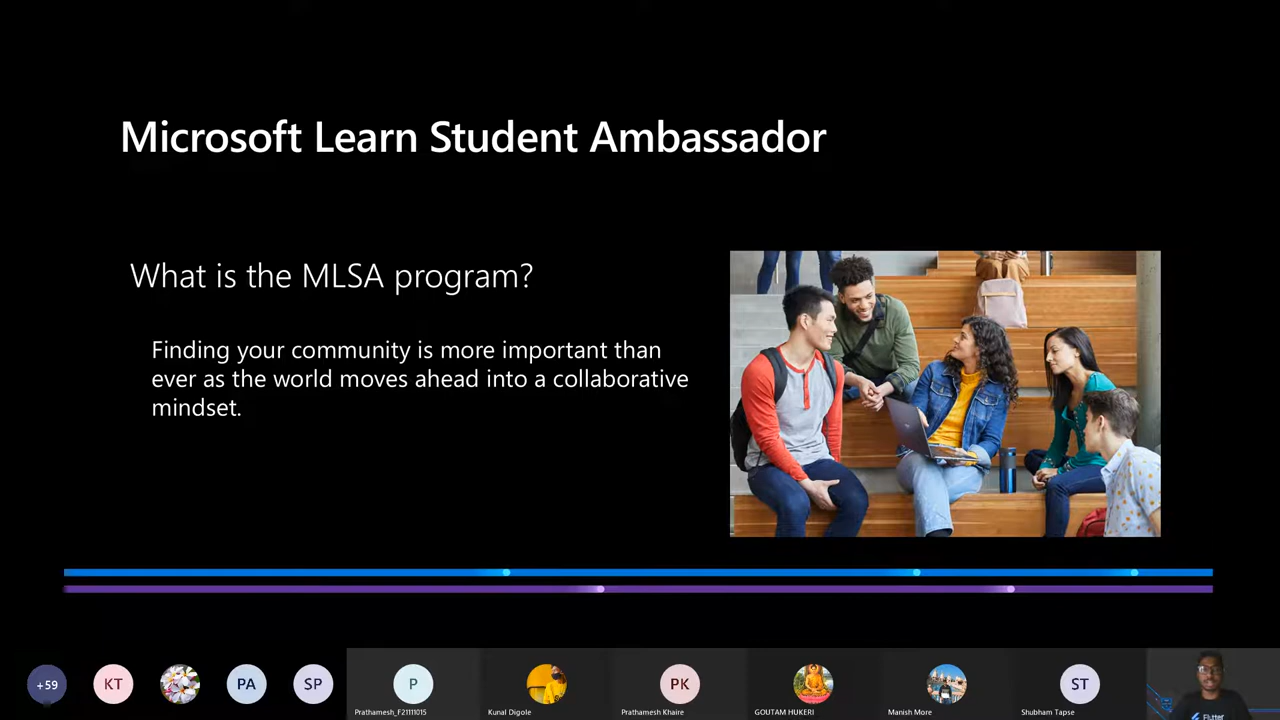 Microsoft Learn Student Ambassador
What is the MLSA program?
Finding your community is more important than
ever as the world moves ahead into a collaborative
mindset.
+59
KT
PA
SP
P
PK
ST
Prathamesh_F21111015
Kunal Digole
Prathamesh Khaire
GOUTAM HUKERI
Manish More
Shubham Tapse
Flutter